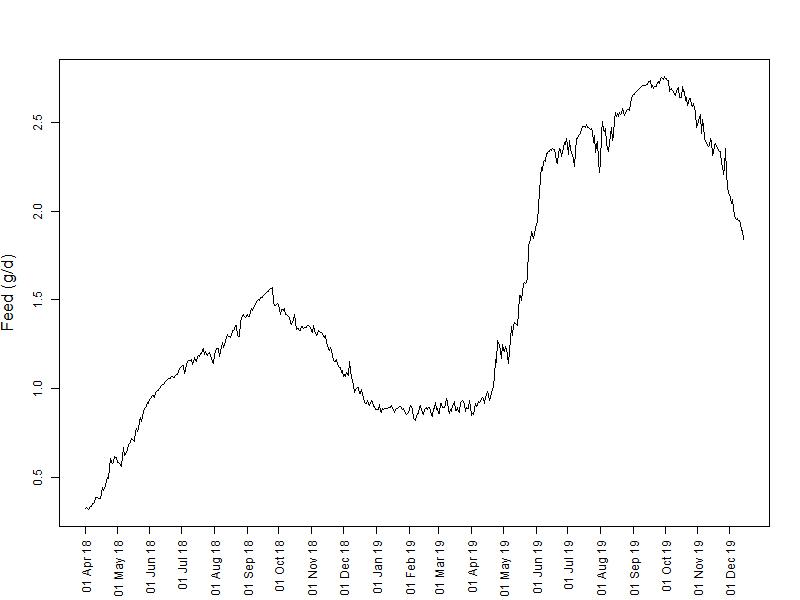 Feed (g/d)
2.5
2.0
1.5
1.0
0.5
01 Apr 18
01 May 18
01 Jun 18
01 Jul 18
01 Aug 18
01 Sep 18
01 Oct 18
01 Nov 18
01 Dec 18
01 Jan 19
01 Feb 19
01 Mar 19
01 Apr 19
01 May 19
01 Jun 19
01 Jul 19
01 Aug 19
01 Sep 19
01 Oct 19
01 Nov 19
01 Dec 19